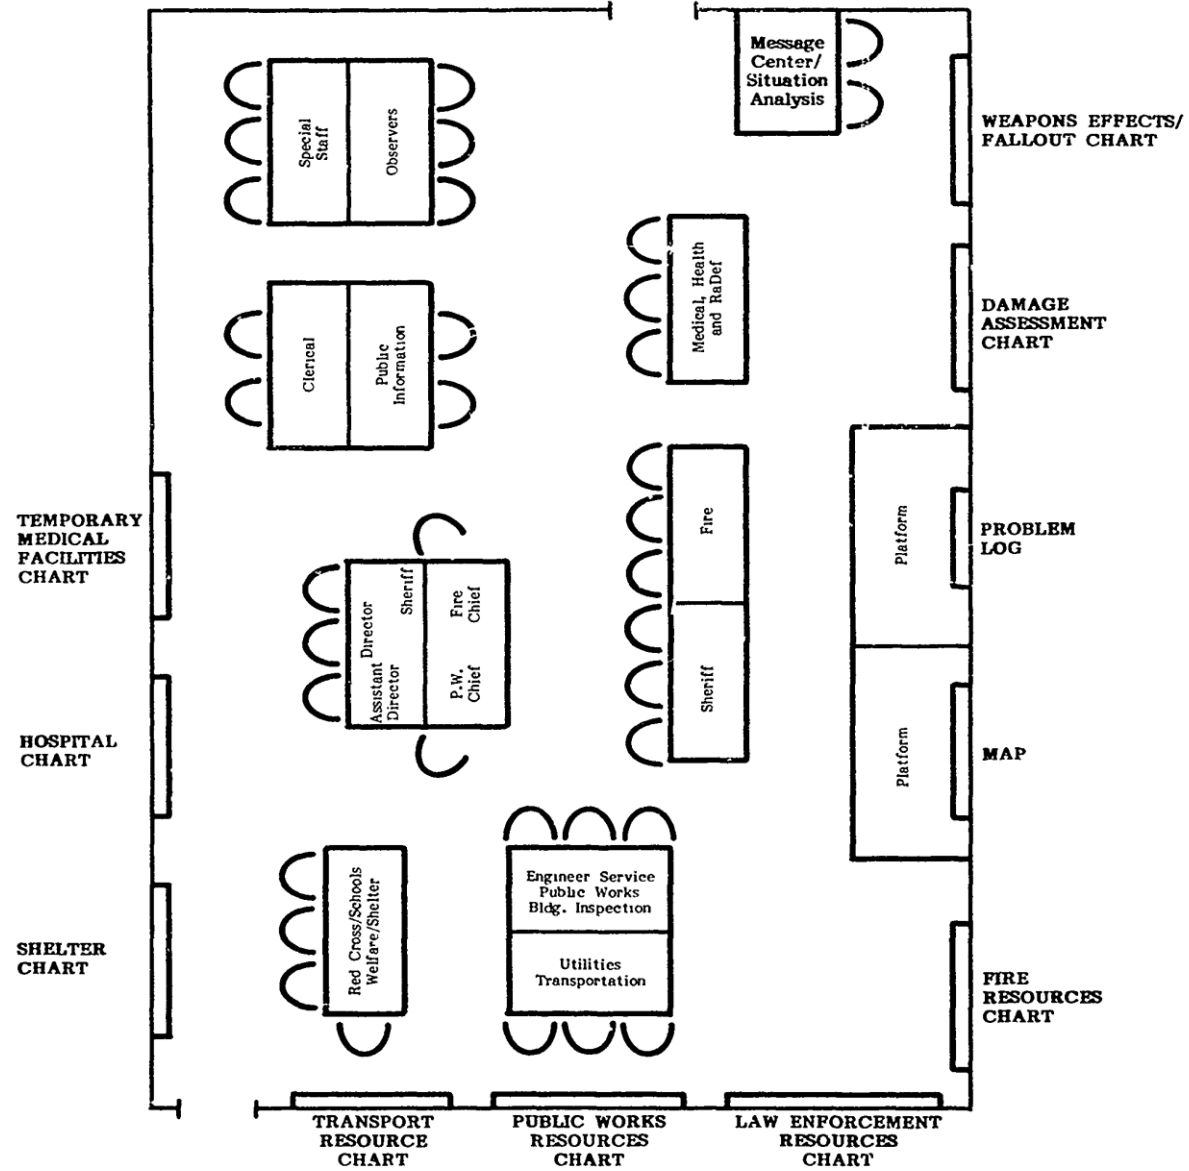 Message
Center/
Situation
Analysis
WEAPONS EFFECTS/
FALLOUT CHART
Special
Staff
Observers
Medical, Health
and RaDef
DAMAGE
ASSESSMENT
CHART
Clerical
Public
Information
TEMPORARY
MEDICAL
FACILITIES
CHART
Fire
Platform
PROBLEM
LOG
Sheriff
Director
Assistant
Director
Fire
Chief
P.W.
Chief
Sheriff
Platform
MAP
HOSPITAL
CHART
Engineer Service
Public Works
Bldg. Inspection
Utilities
Transportation
Red Cross/Schools
Welfare/Shelter
SHELTER
CHART
FIRE
RESOURCES
CHART
TRANSPORT
RESOURCE
CHART
PUBLIC WORKS
RESOURCES
CHART
LAW ENFORCEMENT
RESOURCES
CHART